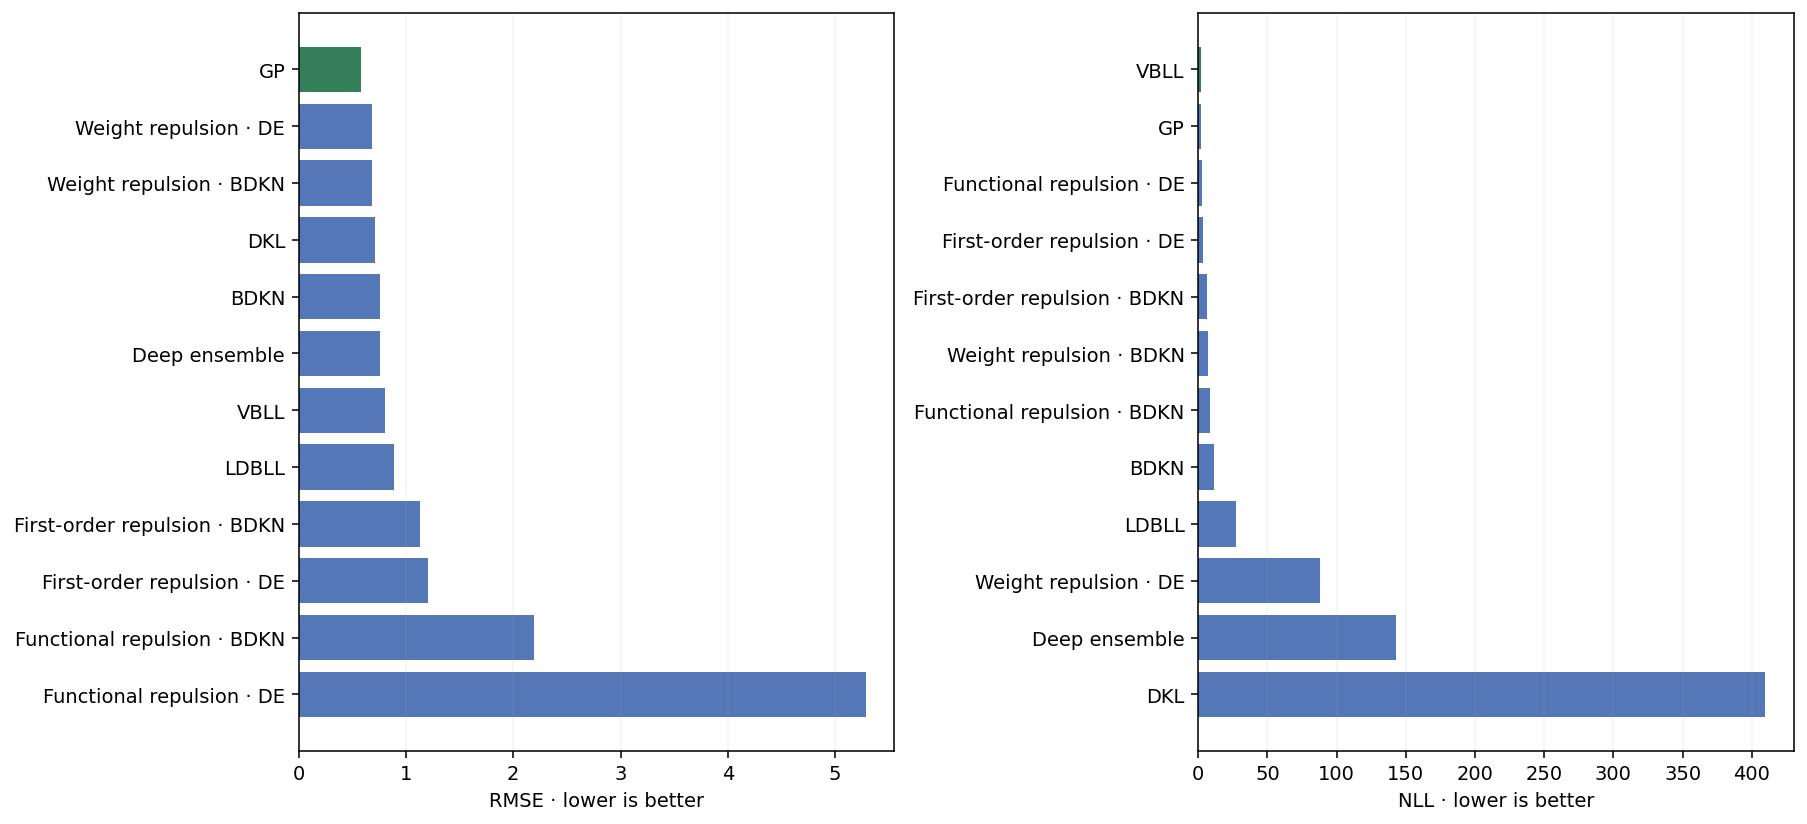 GP
Weight repulsion · DE
Weight repulsion · BDKN
DKL
BDKN
Deep ensemble
VBLL
LDBLL
First-order repulsion · BDKN
First-order repulsion · DE
Functional repulsion · BDKN
Functional repulsion · DE
0 1 2 3 4 5
RMSE · lower is better
VBLL
GP
Functional repulsion · DE
First-order repulsion · DE
First-order repulsion · BDKN
Weight repulsion · BDKN
Functional repulsion · BDKN
BDKN
LDBLL
Weight repulsion · DE
Deep ensemble
DKL
0 50 100 150 200 250 300 350 400
NLL · lower is better